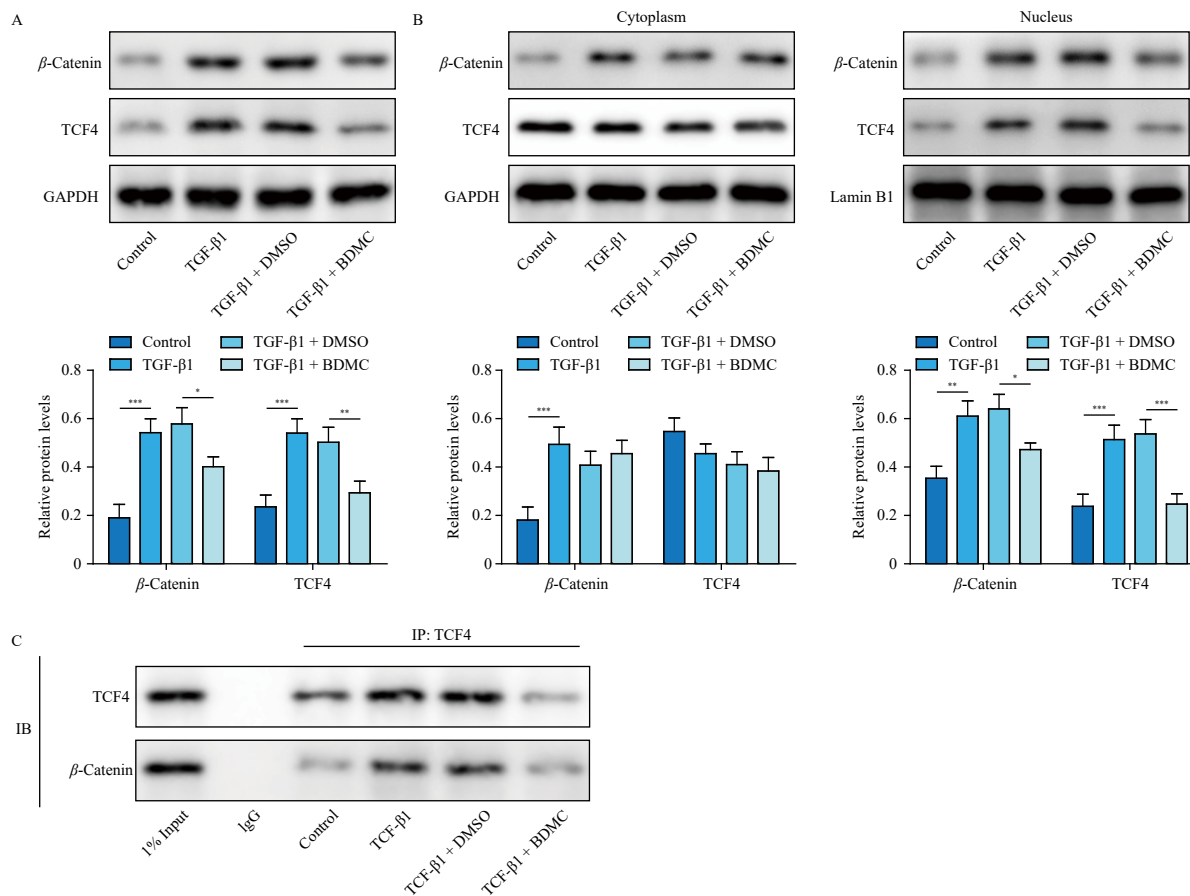 A
β-Catenin
TCF4
GAPDH
Control
TGF-β1
TGF-β1 + DMSO
TGF-β1 + BDMC
Control
TGF-β1
TGF-β1 + DMSO
TGF-β1 + BDMC
Relative protein levels
0.8
0.6
0.4
0.2
0
***
*
***
**
β-Catenin
TCF4
B
Cytoplasm
β-Catenin
TCF4
GAPDH
Control
TGF-β1
TGF-β1 + DMSO
TGF-β1 + BDMC
Control
TGF-β1
TGF-β1 + DMSO
TGF-β1 + BDMC
Relative protein levels
0.8
0.6
0.4
0.2
0
***
β-Catenin
TCF4
Nucleus
β-Catenin
TCF4
Lamin B1
Control
TGF-β1
TGF-β1 + DMSO
TGF-β1 + BDMC
Control
TGF-β1
TGF-β1 + DMSO
TGF-β1 + BDMC
Relative protein levels
0.8
0.6
0.4
0.2
0
**
*
***
***
β-Catenin
TCF4
C
IP: TCF4
IB
TCF4
β-Catenin
1% Input
IgG
Control
TCF-β1
TCF-β1 + DMSO
TCF-β1 + BDMC